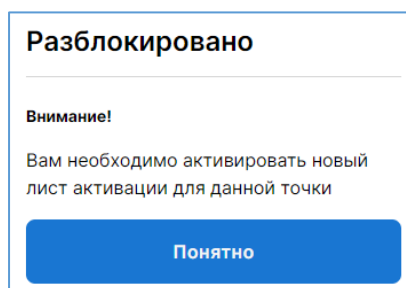 Разблокировано
Внимание!
Вам необходимо активировать новый
лист активации для данной точки
Понятно